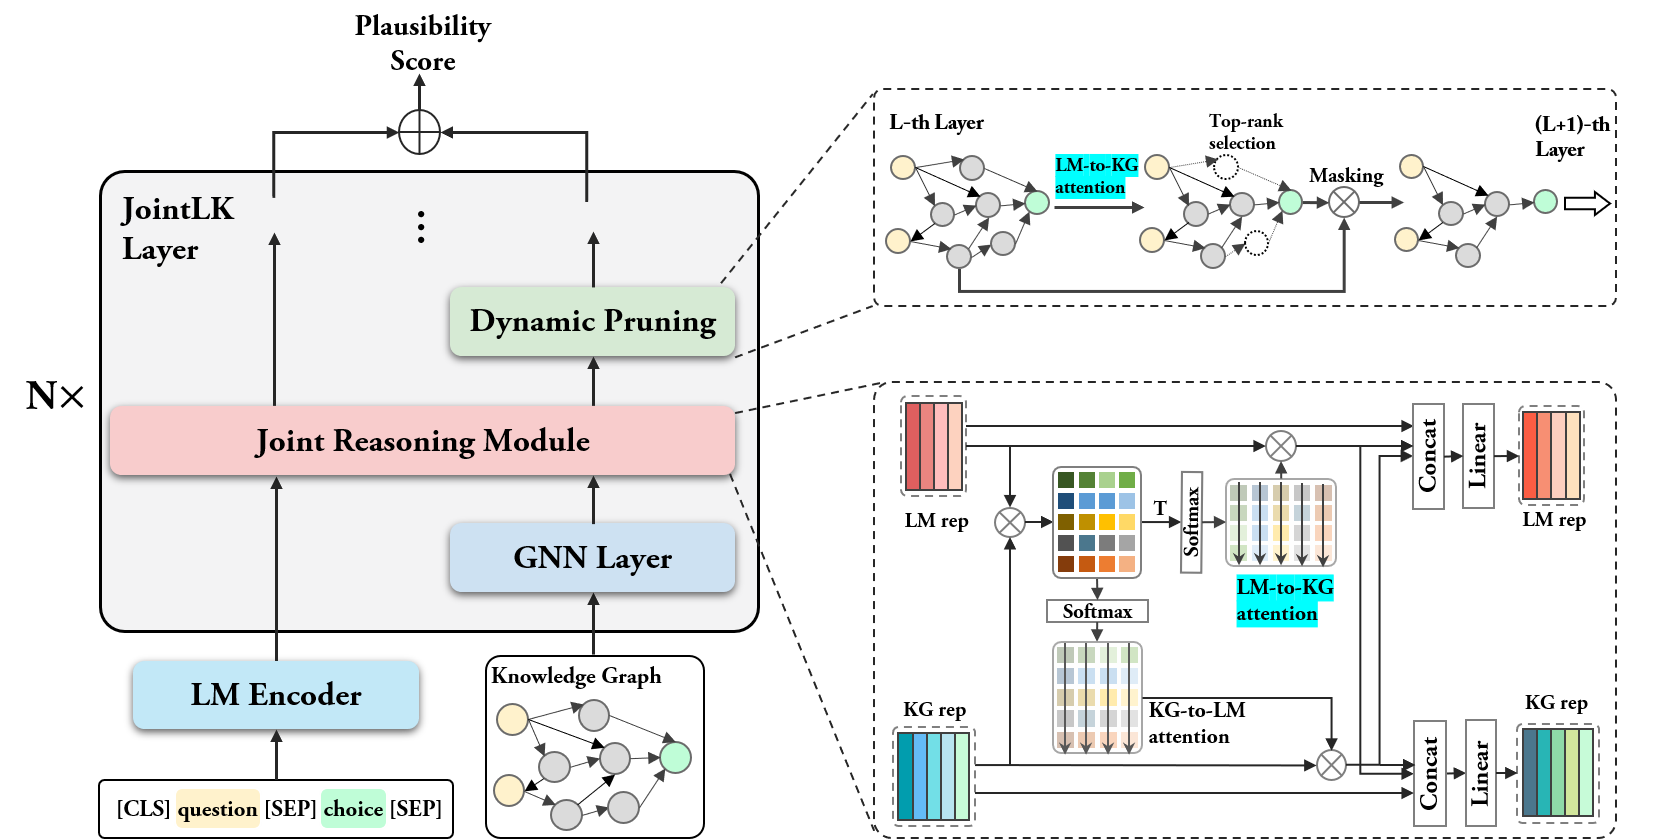 Plausibility
Score
JointLK
Layer
N×
Dynamic Pruning
Joint Reasoning Module
GNN Layer
LM Encoder
Knowledge Graph
[CLS] question [SEP] choice [SEP]
L-th Layer
LM-to-KG
attention
Top-rank
selection
Masking
(L+1)-th
Layer
LM rep
T
Softmax
LM-to-KG
attention
Softmax
KG-to-LM
attention
KG rep
Concat
Linear
LM rep
Concat
Linear
KG rep